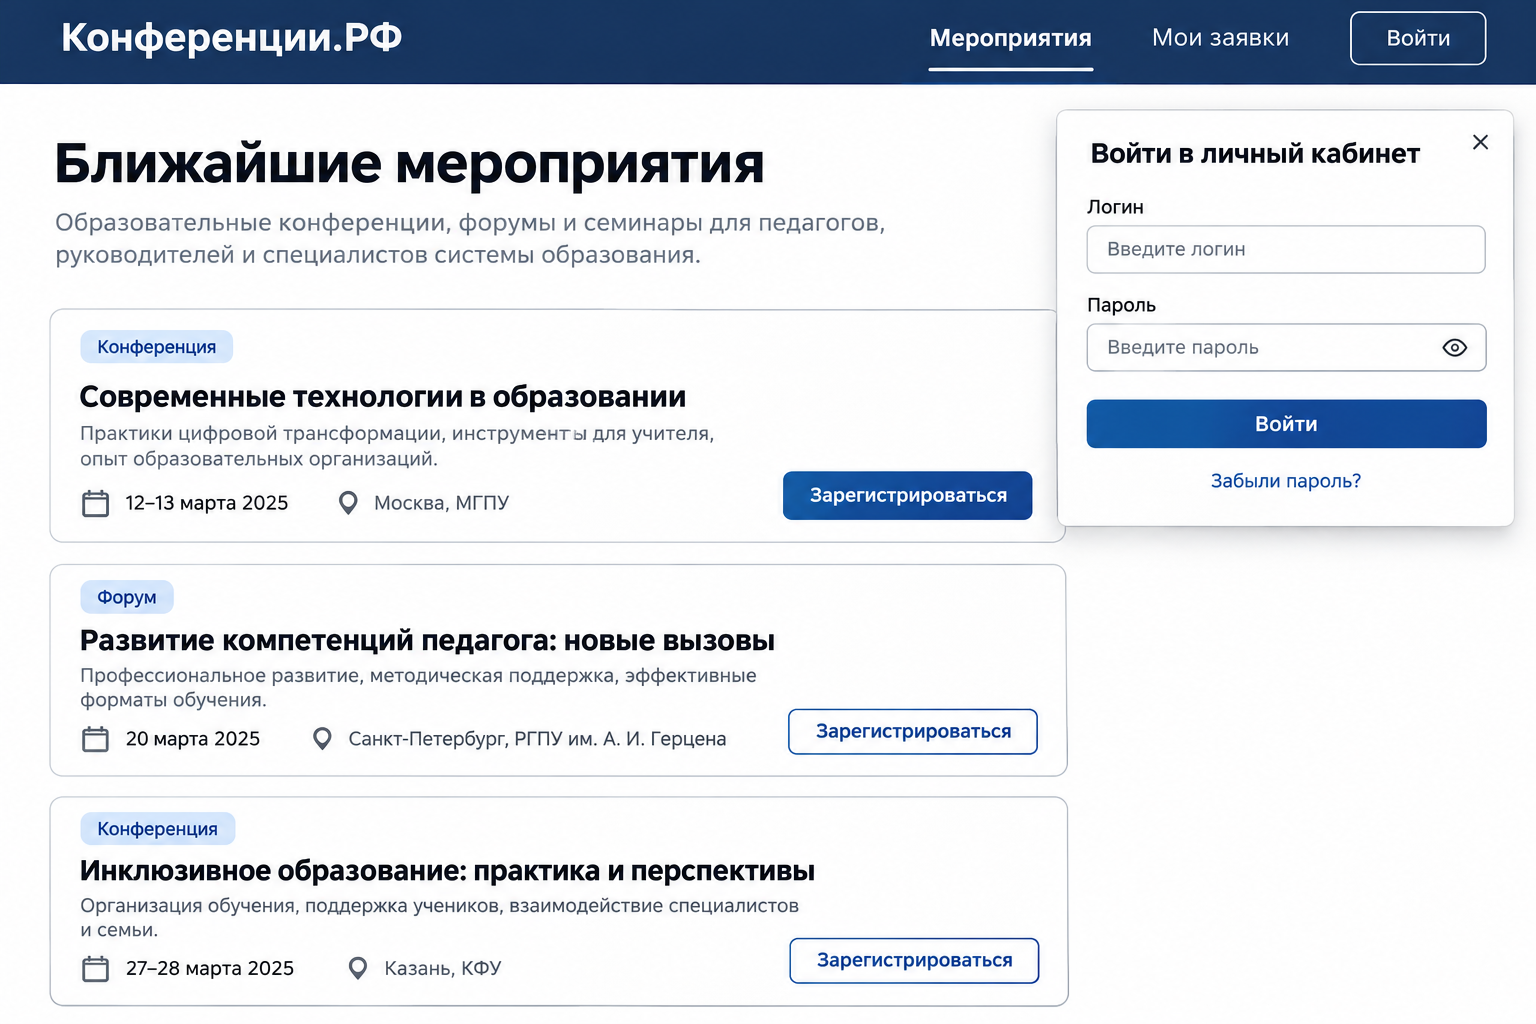 Конференции.РФ
Мероприятия
Мои заявки
Войти
Ближайшие мероприятия
Образовательные конференции, форумы и семинары для педагогов,
руководителей и специалистов системы образования.
Конференция
Современные технологии в образовании
Практики цифровой трансформации, инструменты для учителя,
опыт образовательных организаций.
12–13 марта 2025
Москва, МГПУ
Зарегистрироваться
Форум
Развитие компетенций педагога: новые вызовы
Профессиональное развитие, методическая поддержка, эффективные
форматы обучения.
20 марта 2025
Санкт-Петербург, РГПУ им. А. И. Герцена
Зарегистрироваться
Конференция
Инклюзивное образование: практика и перспективы
Организация обучения, поддержка учеников, взаимодействие специалистов
и семьи.
27–28 марта 2025
Казань, КФУ
Зарегистрироваться
Войти в личный кабинет
Логин
Введите логин
Пароль
Введите пароль
Войти
Забыли пароль?